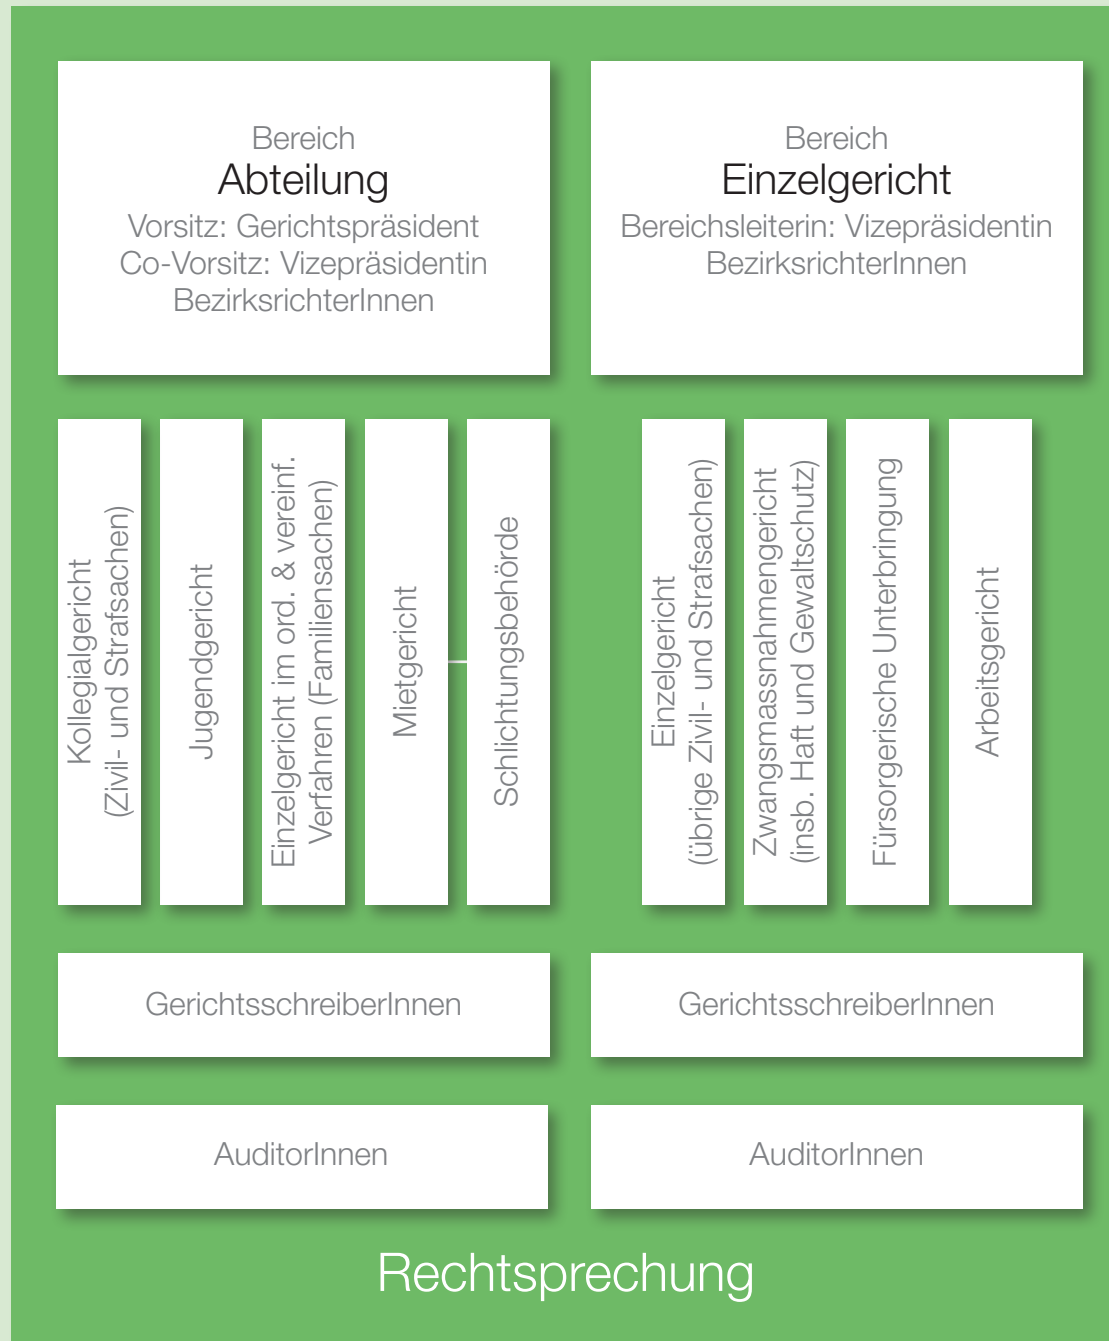 Bereich
Abteilung
Vorsitz: Gerichtspräsident
Co-Vorsitz: Vizepräsidentin
BezirksrichterInnen
Bereich
Einzelgericht
Bereichsleiterin: Vizepräsidentin
BezirksrichterInnen
Kollegialgericht
(Zivil- und Strafsachen)
Jugendgericht
Einzelgericht im ord. & vereinf.
Verfahren (Familiensachen)
Mietgericht
Schlichtungsbehörde
Einzelgericht
(übrige Zivil- und Strafsachen)
Zwangsmassnahmengericht
(insb. Haft und Gewaltschutz)
Fürsorgerische Unterbringung
Arbeitsgericht
GerichtsschreiberInnen
GerichtsschreiberInnen
AuditorInnen
AuditorInnen
Rechtsprechung